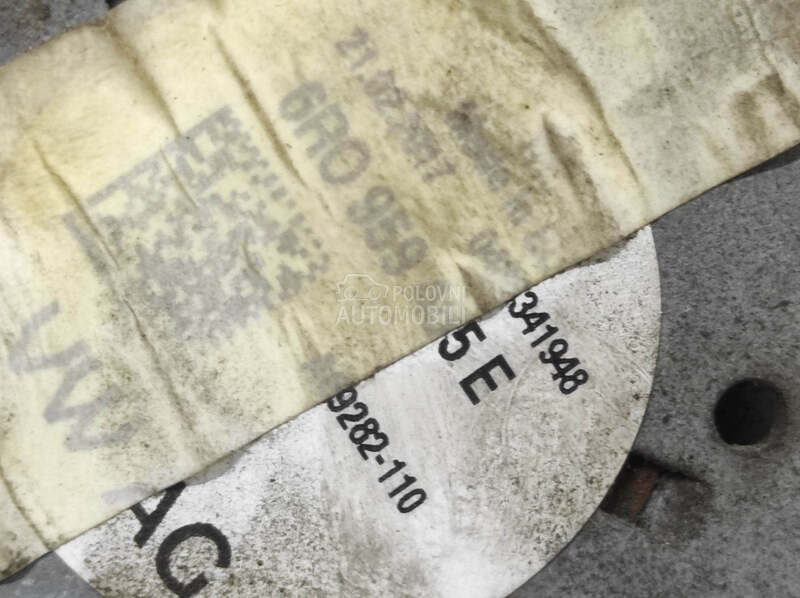 21.02.2017
6R0 959
5 E
341948
9282-110
VW AG
POLOVNI
AUTOMOBILI